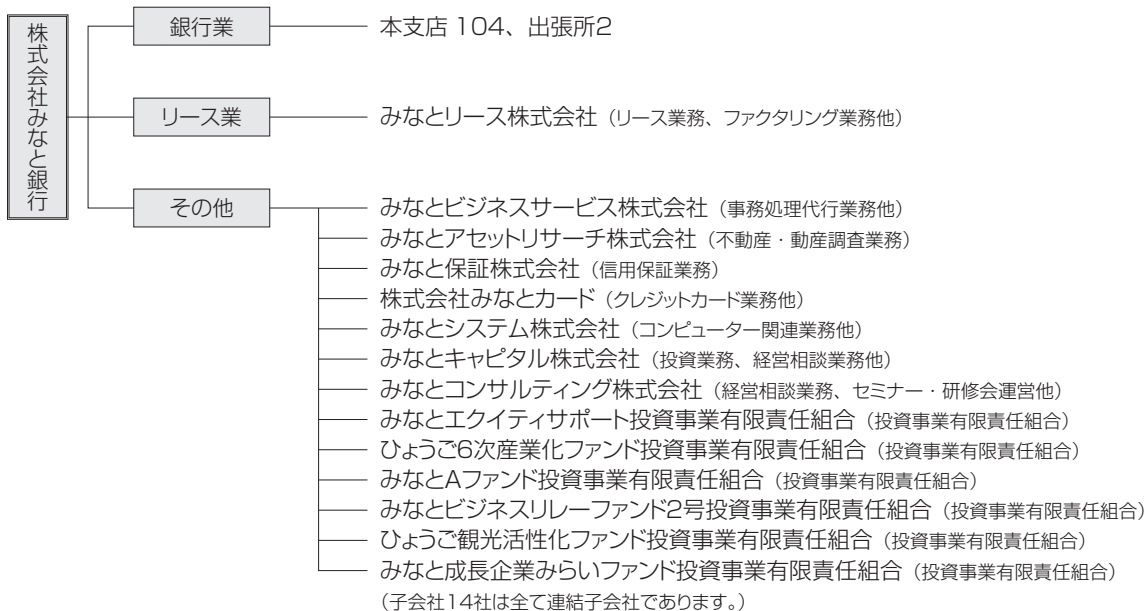 株式会社みなと銀行
銀行業
本支店 104、出張所2
リース業
みなとリース株式会社（リース業務、ファクタリング業務他）
その他
みなとビジネスサービス株式会社（事務処理代行業務他）
みなとアセットリサーチ株式会社（不動産・動産調査業務）
みなと保証株式会社（信用保証業務）
株式会社みなとカード（クレジットカード業務他）
みなとシステム株式会社（コンピューター関連業務他）
みなとキャピタル株式会社（投資業務、経営相談業務他）
みなとコンサルティング株式会社（経営相談業務、セミナー・研修会運営他）
みなとエクイティサポート投資事業有限責任組合（投資事業有限責任組合）
ひょうご6次産業化ファンド投資事業有限責任組合（投資事業有限責任組合）
みなとAファンド投資事業有限責任組合（投資事業有限責任組合）
みなとビジネスリレーファンド2号投資事業有限責任組合（投資事業有限責任組合）
ひょうご観光活性化ファンド投資事業有限責任組合（投資事業有限責任組合）
みなと成長企業みらいファンド投資事業有限責任組合（投資事業有限責任組合）
（子会社14社は全て連結子会社であります。）